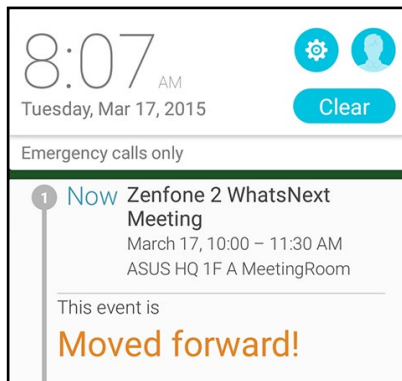 8:07 AM
Tuesday, Mar 17, 2015
Clear
Emergency calls only
1 Now Zenfone 2 WhatsNext
Meeting
March 17, 10:00 – 11:30 AM
ASUS HQ 1F A MeetingRoom
This event is
Moved forward!